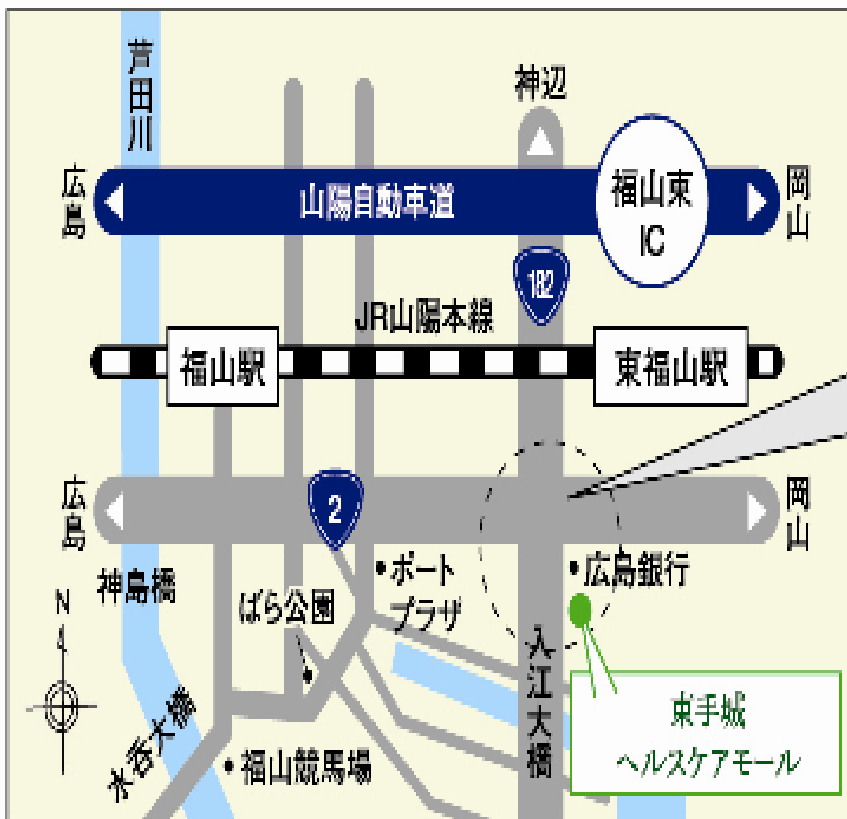 芦田川
神辺
広島
山陽自動車道
福山東
IC
岡山
182
JR山陽本線
福山駅
東福山駅
広島
2
岡山
神島橋
ポート
プラザ
広島銀行
ばら公園
N
入江大橋
水呑大橋
福山競馬場
東手城
ヘルスケアモール